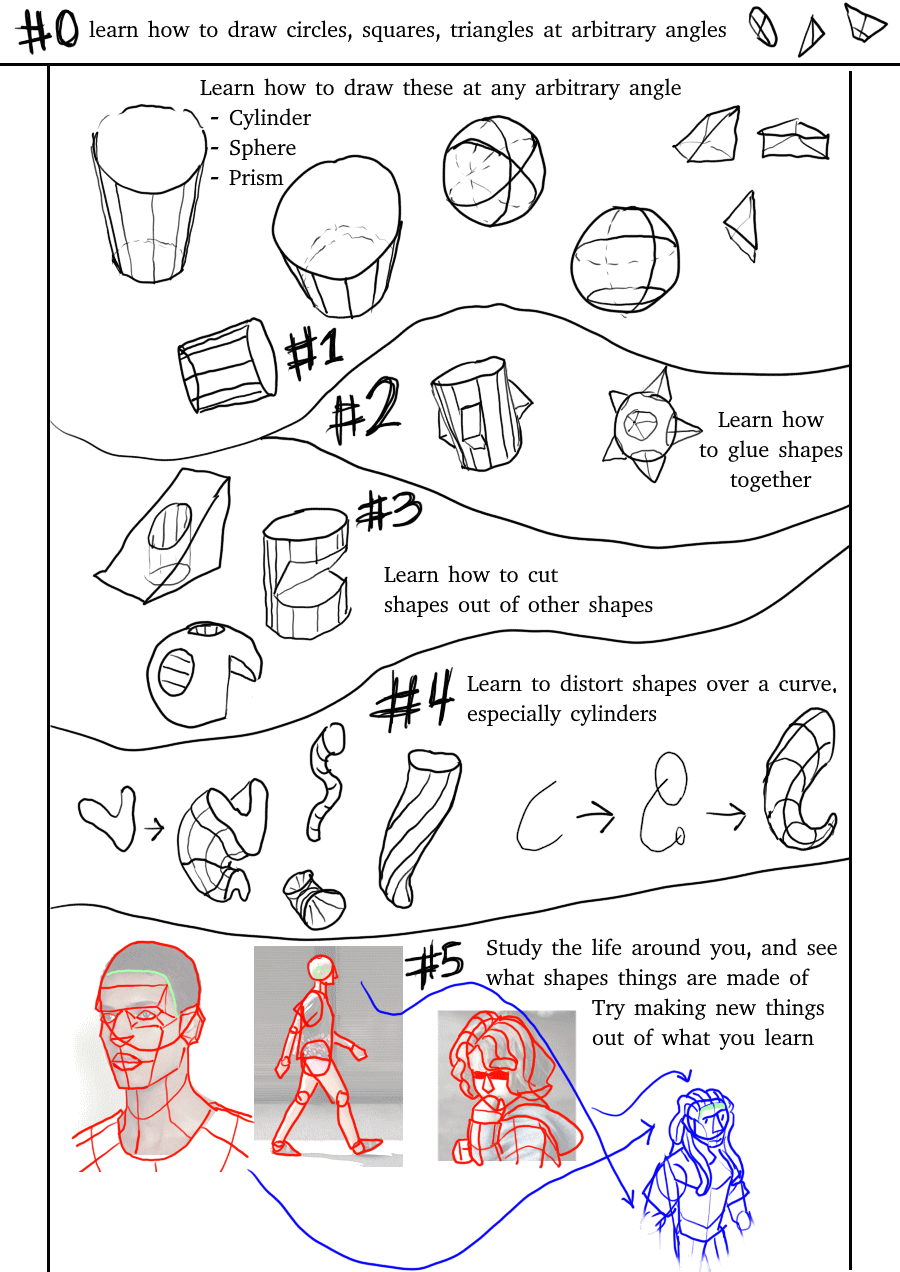 #0 learn how to draw circles, squares, triangles at arbitrary angles
Learn how to draw these at any arbitrary angle
- Cylinder
- Sphere
- Prism
#1
#2
Learn how
to glue shapes
together
#3
Learn how to cut
shapes out of other shapes
#4
Learn to distort shapes over a curve,
especially cylinders
#5
Study the life around you, and see
what shapes things are made of
Try making new things
out of what you learn